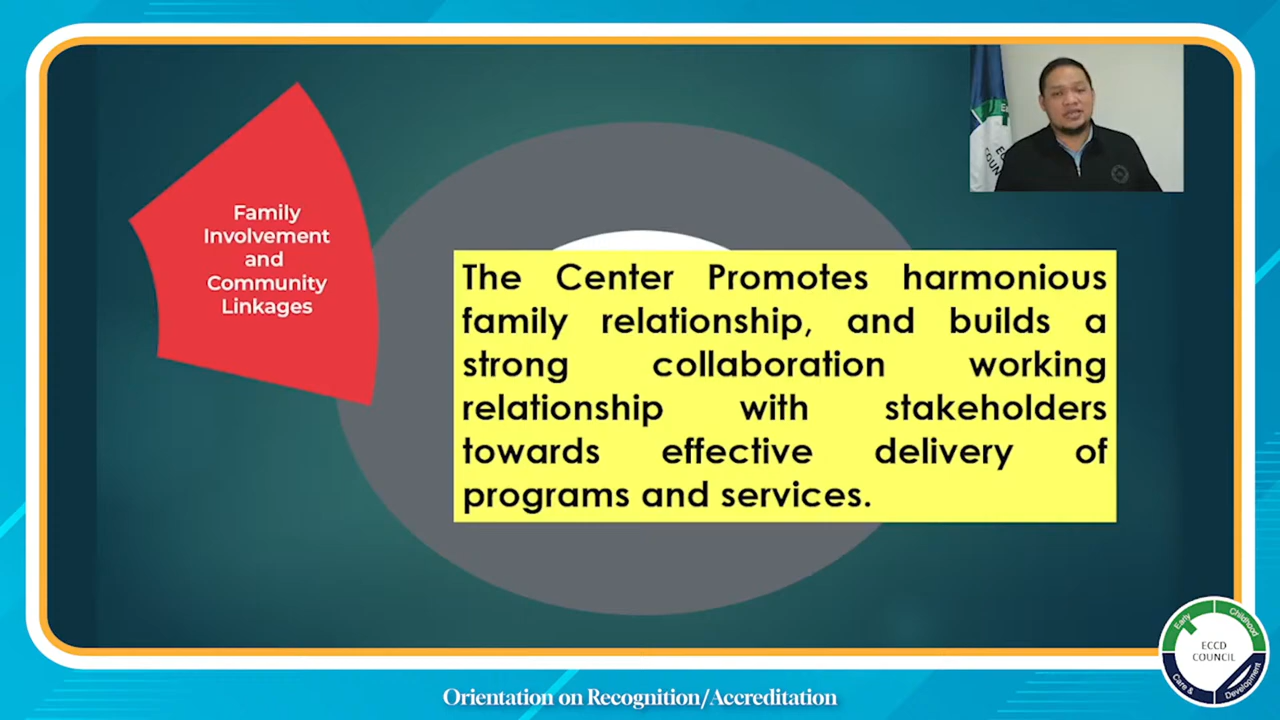 Family
Involvement
and
Community
Linkages
The Center Promotes harmonious
family relationship, and builds a
strong collaboration working
relationship with stakeholders
towards effective delivery of
programs and services.
Early Childhood
ECCD
COUNCIL
Care & Development
Orientation on Recognition/Accreditation